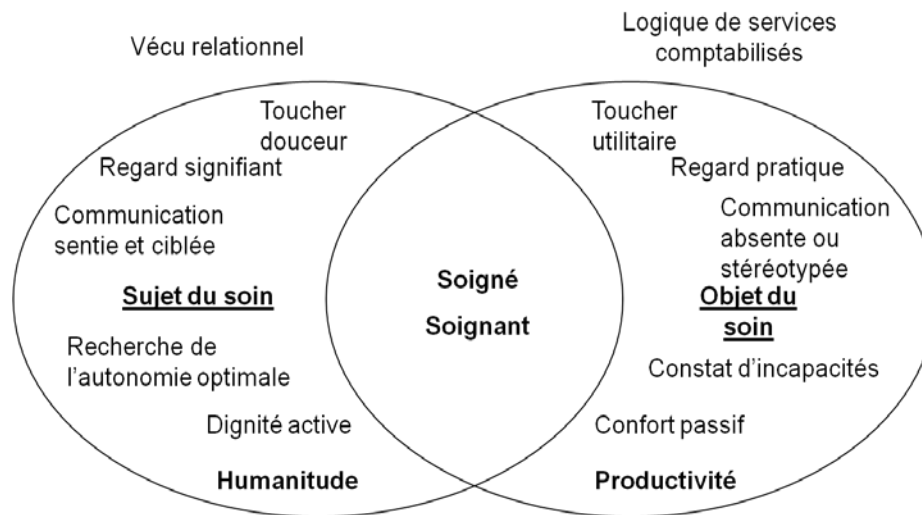 Vécu relationnel
Logique de services
comptabilisés
Toucher
douceur
Regard signifiant
Communication
sentie et ciblée
Sujet du soin
Recherche de
l'autonomie optimale
Dignité active
Humanitude
Soigné
Soignant
Toucher
utilitaire
Regard pratique
Communication
absente ou
stéréotypée
Objet du
soin
Constat d'incapacités
Confort passif
Productivité